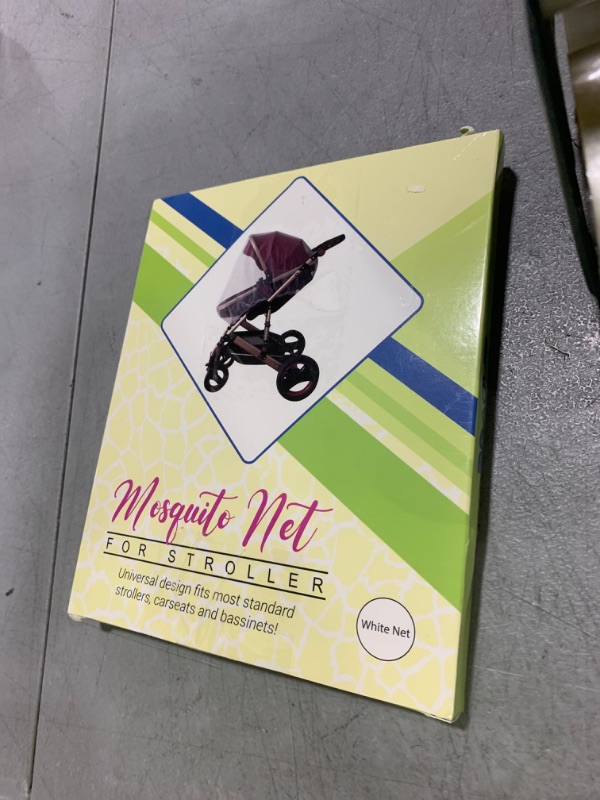 Mosquito Net
FOR STROLLER
Universal design fits most standard
strollers, carseats and bassinets!
White Net